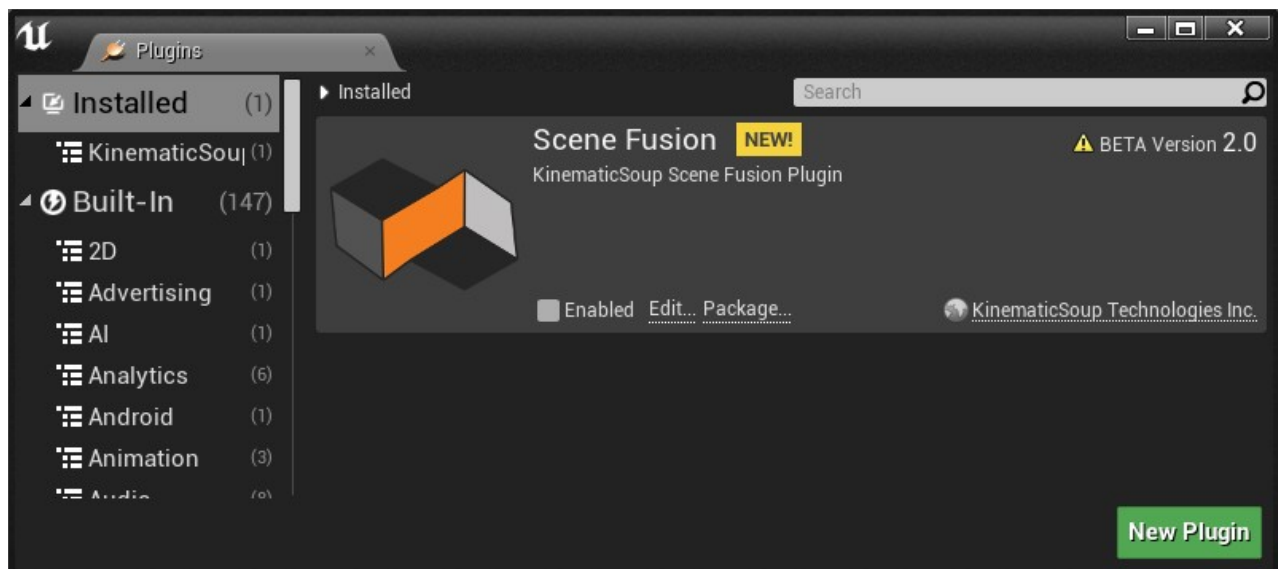 Plugins
Installed (1)
KinematicSou (1)
Built-In (147)
2D (1)
Advertising (1)
AI (1)
Analytics (6)
Android (1)
Animation (3)
Audio (8)
Installed
Search
Scene Fusion NEW!
BETA Version 2.0
KinematicSoup Scene Fusion Plugin
Enabled Edit... Package...
KinematicSoup Technologies Inc.
New Plugin